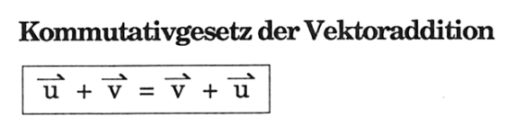 Kommutativgesetz der Vektoraddition
u⃗ + v⃗ = v⃗ + u⃗